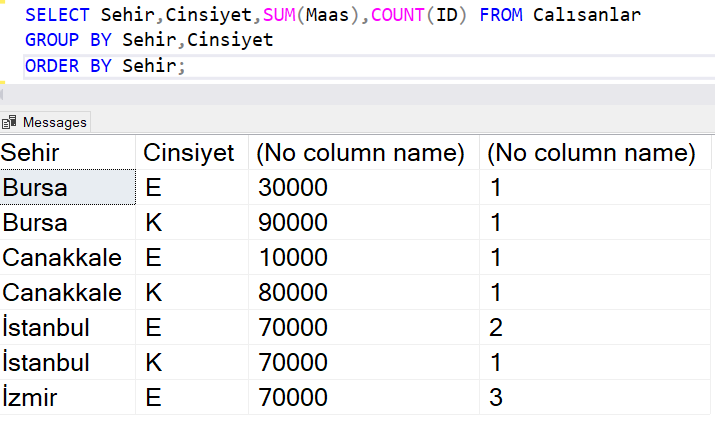 SELECT Sehir,Cinsiyet,SUM(Maas),COUNT(ID) FROM Calısanlar
GROUP BY Sehir,Cinsiyet
ORDER BY Sehir;
Messages
Sehir Cinsiyet (No column name) (No column name)
Bursa E 30000 1
Bursa K 90000 1
Canakkale E 10000 1
Canakkale K 80000 1
İstanbul E 70000 2
İstanbul K 70000 1
İzmir E 70000 3